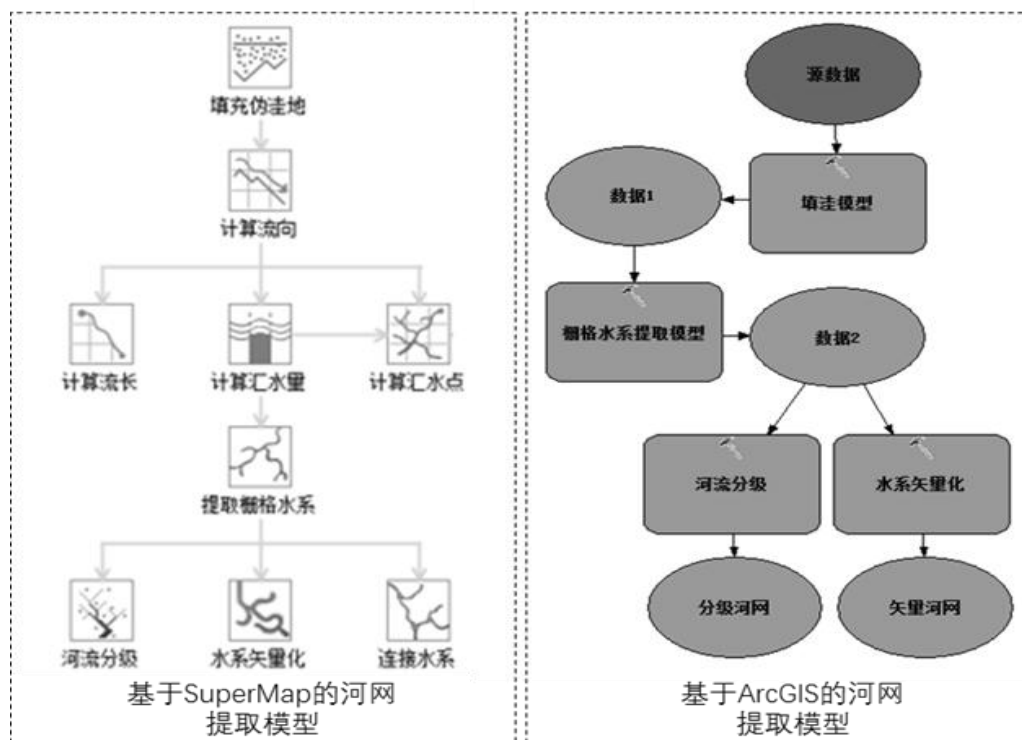 填充伪洼地
计算流向
计算流长
计算汇水量
计算汇水点
提取栅格水系
河流分级
水系矢量化
连接水系
基于SuperMap的河网
提取模型
源数据
数据1
填洼模型
栅格水系提取模型
数据2
河流分级
水系矢量化
分级河网
矢量河网
基于ArcGIS的河网
提取模型